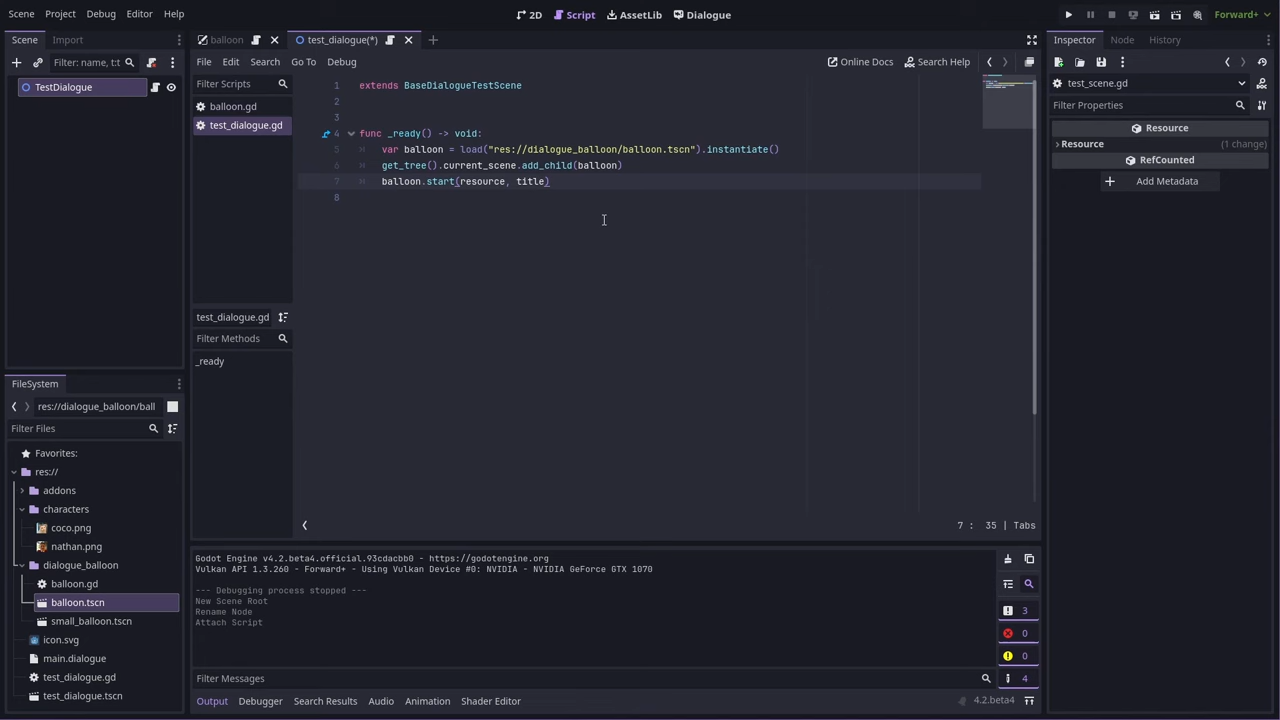 Scene Project Debug Editor Help
2D Script AssetLib Dialogue
Forward+
Scene Import
Filter: name, t:t
TestDialogue
balloon test_dialogue(*)
File Edit Search Go To Debug
Online Docs Search Help
Filter Scripts
balloon.gd
test_dialogue.gd
test_dialogue.gd
Filter Methods
_ready
1 extends BaseDialogueTestScene
2
3
4 func _ready() -> void:
5 var balloon = load("res://dialogue_balloon/balloon.tscn").instantiate()
6 get_tree().current_scene.add_child(balloon)
7 balloon.start(resource, title)
8
7 : 35 | Tabs
Inspector Node History
test_scene.gd
Filter Properties
Resource
Resource (1 change)
RefCounted
Add Metadata
FileSystem
res://dialogue_balloon/ball
Filter Files
Favorites:
res://
addons
characters
coco.png
nathan.png
dialogue_balloon
balloon.gd
balloon.tscn
small_balloon.tscn
icon.svg
main.dialogue
test_dialogue.gd
test_dialogue.tscn
Godot Engine v4.2.beta4.official.93cdacbb0 - https://godotengine.org
Vulkan API 1.3.260 - Forward+ - Using Vulkan Device #0: NVIDIA - NVIDIA GeForce GTX 1070
--- Debugging process stopped ---
New Scene Root
Rename Node
Attach Script
3
0
0
4
Filter Messages
Output Debugger Search Results Audio Animation Shader Editor
4.2.beta4